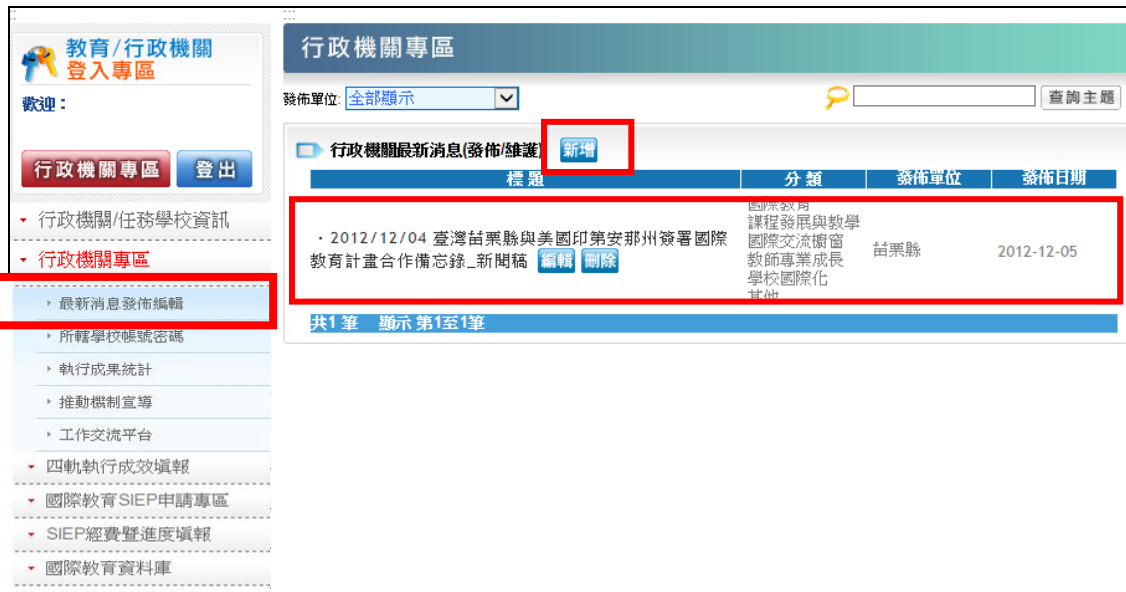 教育/行政機關
登入專區
歡迎：
行政機關專區
登出
行政機關/任務學校資訊
行政機關專區
最新消息發佈編輯
所轄學校帳號密碼
執行成果統計
推動機制宣導
工作交流平台
四軌執行成效填報
國際教育SIEP申請專區
SIEP經費暨進度填報
國際教育資料庫
行政機關專區
發佈單位: 全部顯示
查詢主題
行政機關最新消息(發佈/維護)
新增
標題 分類 發佈單位 發佈日期
・2012/12/04 臺灣苗栗縣與美國印第安那州簽署國際
教育計畫合作備忘錄_新聞稿 編輯 刪除
國際教育
課程發展與教學
國際交流櫥窗
教師專業成長
學校國際化
其他
苗栗縣
2012-12-05
共1 筆 顯示 第1至1筆